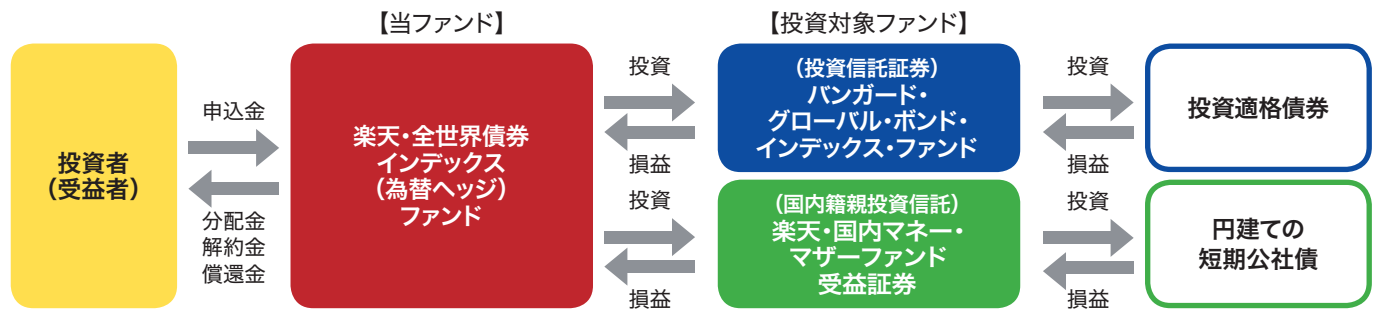 【当ファンド】
【投資対象ファンド】
投資者
（受益者）
申込金
分配金
解約金
償還金
楽天・全世界債券
インデックス
（為替ヘッジ）
ファンド
投資
損益
投資
損益
（投資信託証券）
バンガード・
グローバル・ボンド・
インデックス・ファンド
（国内籍親投資信託）
楽天・国内マネー・
マザーファンド
受益証券
投資
損益
投資
損益
投資適格債券
円建ての
短期公社債